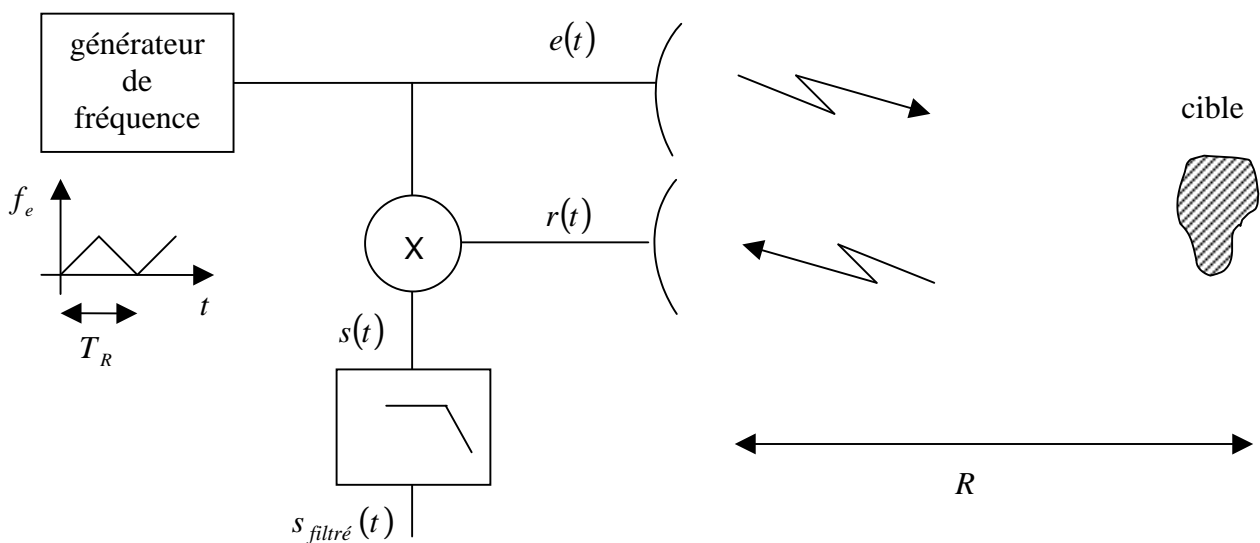 générateur
de
fréquence
e(t)
cible
f_e
t
T_R
X
r(t)
s(t)
s_filtré(t)
R